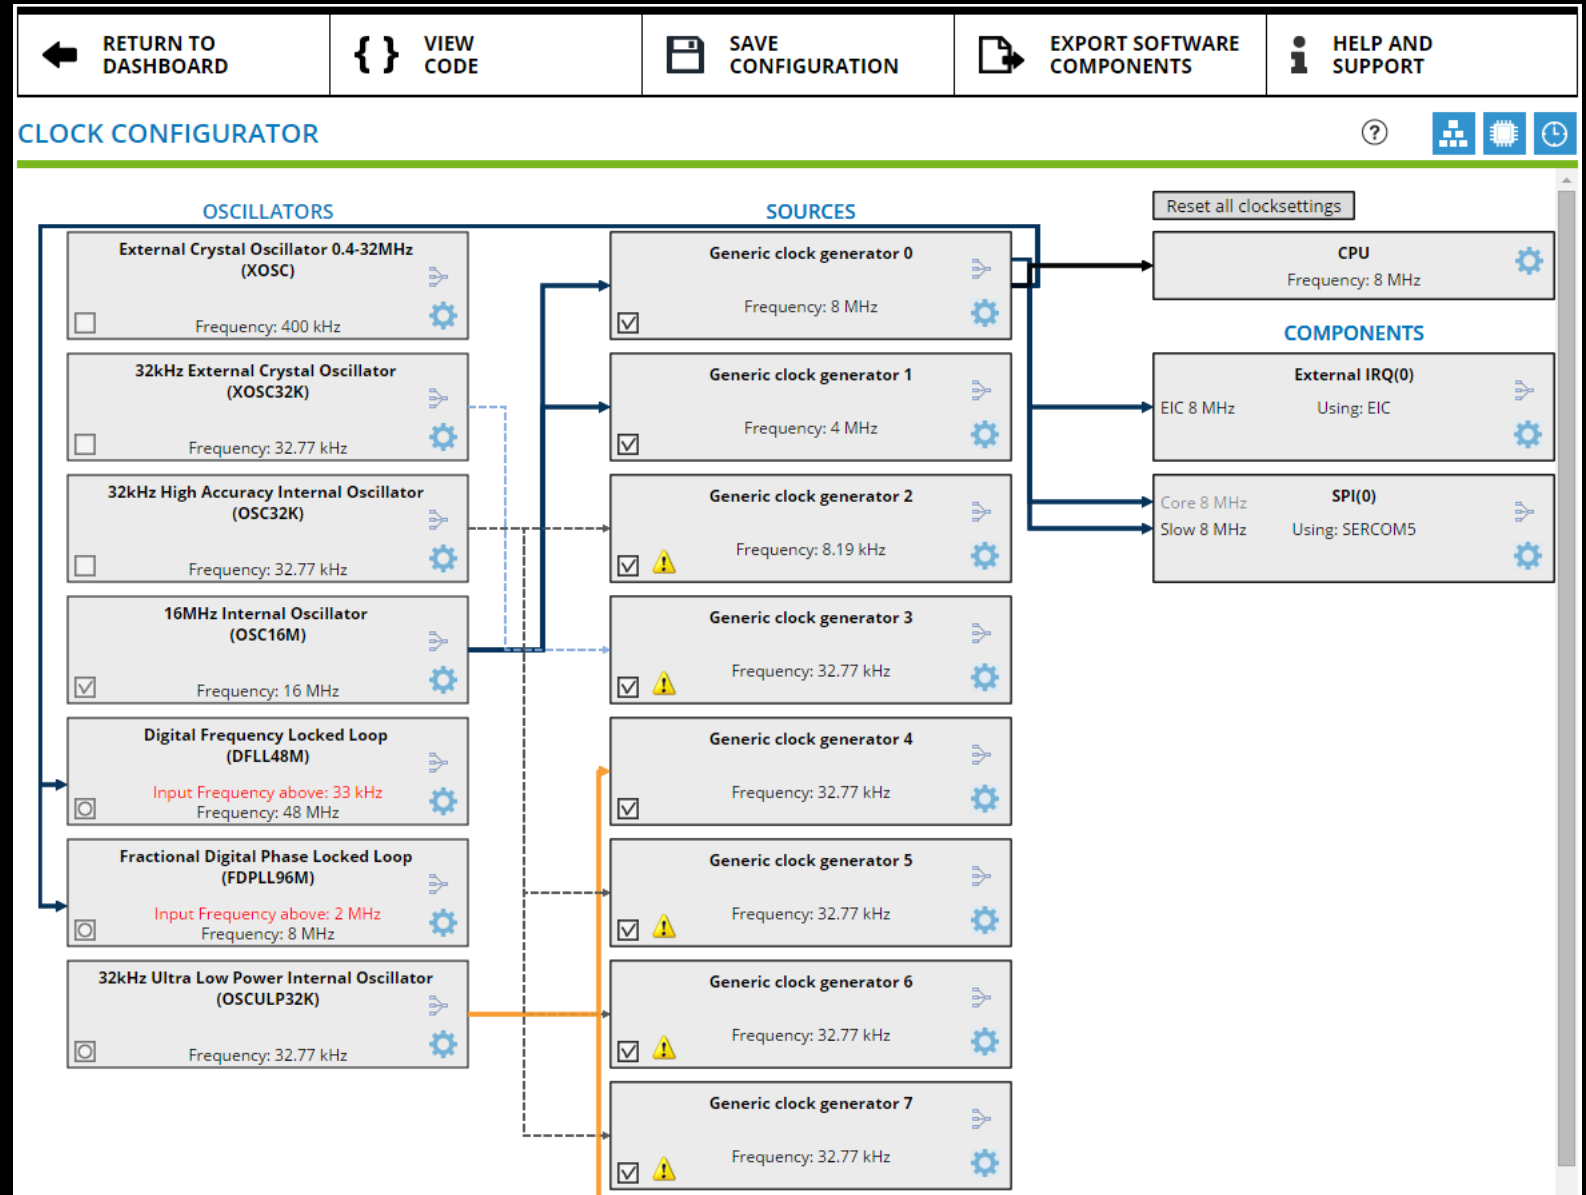 RETURN TO
DASHBOARD
{ }
VIEW
CODE
SAVE
CONFIGURATION
EXPORT SOFTWARE
COMPONENTS
HELP AND
SUPPORT
CLOCK CONFIGURATOR
?
OSCILLATORS
External Crystal Oscillator 0.4-32MHz
(XOSC)
Frequency: 400 kHz
32kHz External Crystal Oscillator
(XOSC32K)
Frequency: 32.77 kHz
32kHz High Accuracy Internal Oscillator
(OSC32K)
Frequency: 32.77 kHz
16MHz Internal Oscillator
(OSC16M)
Frequency: 16 MHz
Digital Frequency Locked Loop
(DFLL48M)
Input Frequency above: 33 kHz
Frequency: 48 MHz
Fractional Digital Phase Locked Loop
(FDPLL96M)
Input Frequency above: 2 MHz
Frequency: 8 MHz
32kHz Ultra Low Power Internal Oscillator
(OSCULP32K)
Frequency: 32.77 kHz
SOURCES
Generic clock generator 0
Frequency: 8 MHz
Generic clock generator 1
Frequency: 4 MHz
Generic clock generator 2
Frequency: 8.19 kHz
Generic clock generator 3
Frequency: 32.77 kHz
Generic clock generator 4
Frequency: 32.77 kHz
Generic clock generator 5
Frequency: 32.77 kHz
Generic clock generator 6
Frequency: 32.77 kHz
Generic clock generator 7
Frequency: 32.77 kHz
Reset all clocksettings
CPU
Frequency: 8 MHz
COMPONENTS
External IRQ(0)
EIC 8 MHz Using: EIC
SPI(0)
Core 8 MHz
Slow 8 MHz Using: SERCOM5